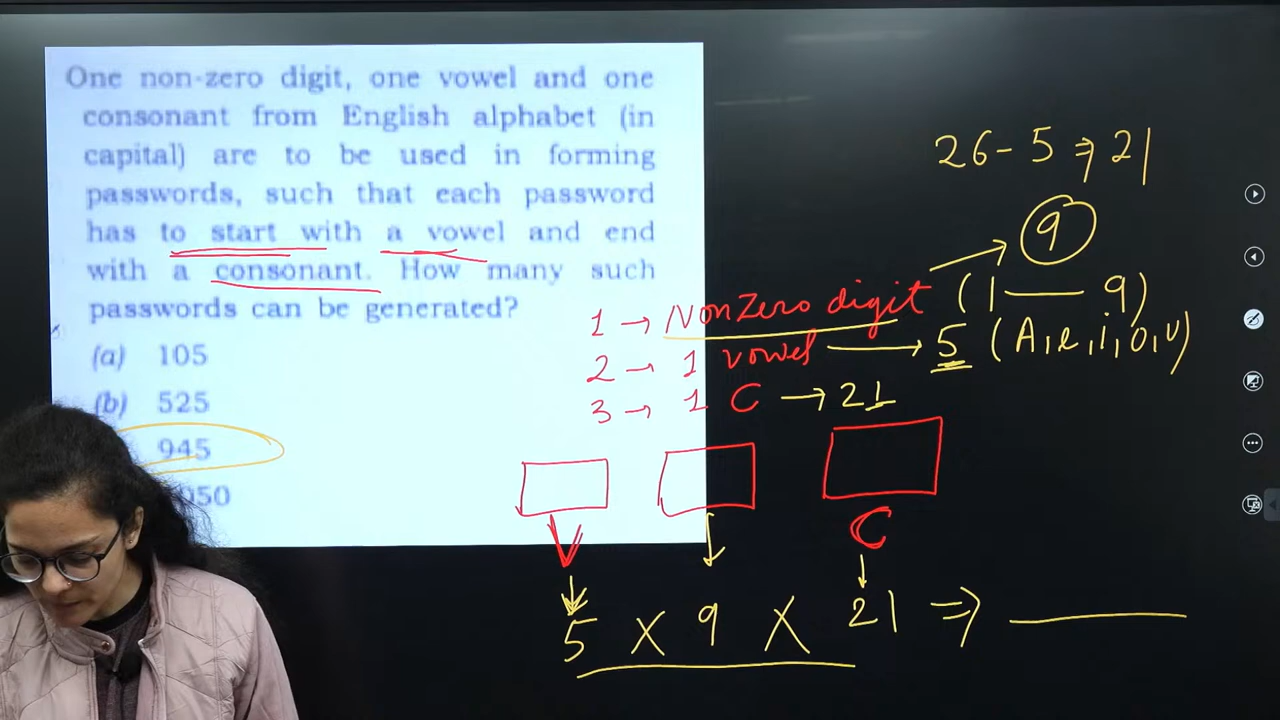 One non-zero digit, one vowel and one
consonant from English alphabet (in
capital) are to be used in forming
passwords, such that each password
has to start with a vowel and end
with a consonant. How many such
passwords can be generated?
(a) 105
(b) 525
945
050
26 - 5 ⇒ 21
9
1 → NonZero digit (1 — 9)
2 → 1 vowel → 5 (A, e, i, o, u)
3 → 1 C → 21
V C
5 X 9 X 21 ⇒